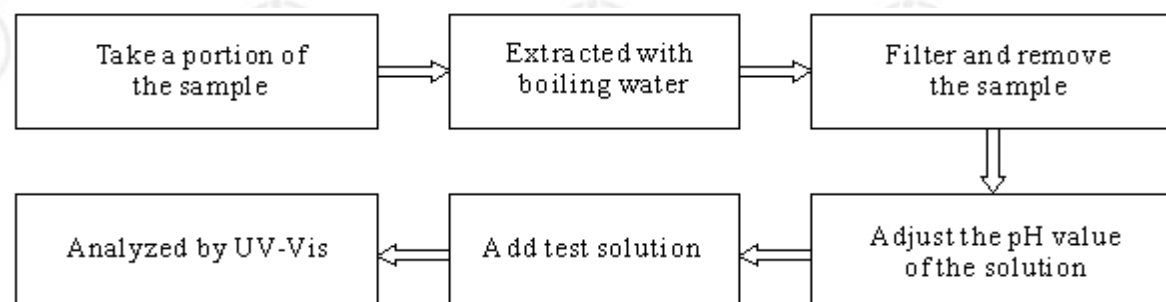 Take a portion of
the sample
Extracted with
boiling water
Filter and remove
the sample
Adjust the pH value
of the solution
Add test solution
Analyzed by UV-Vis